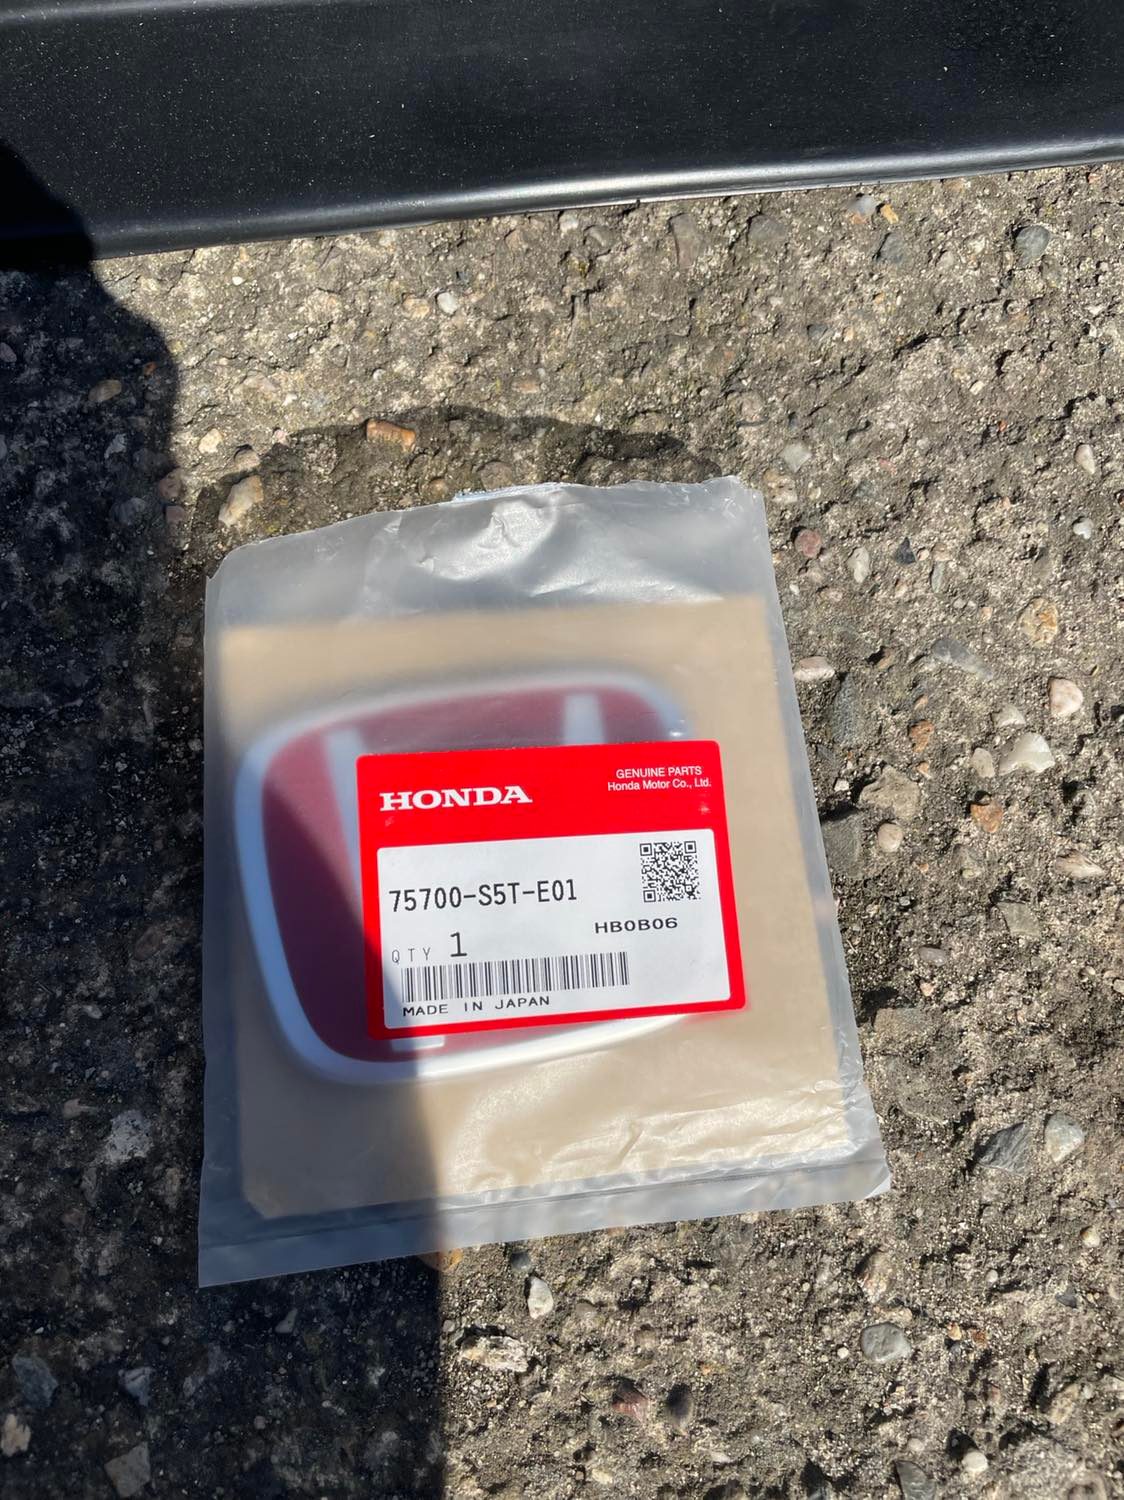 HONDA
GENUINE PARTS
Honda Motor Co., Ltd.
75700-S5T-E01
HB0B06
QTY 1
MADE IN JAPAN